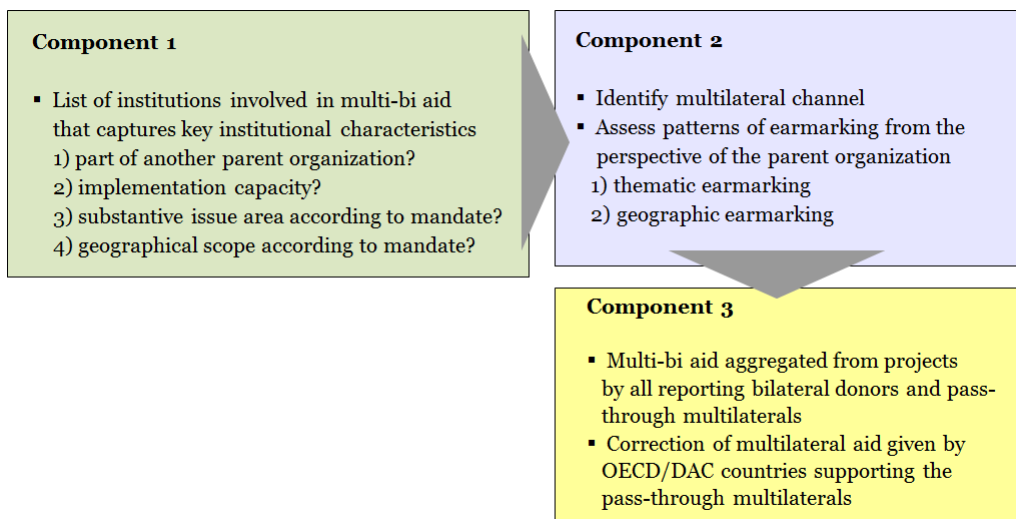 Component 1
▪ List of institutions involved in multi-bi aid
that captures key institutional characteristics
1) part of another parent organization?
2) implementation capacity?
3) substantive issue area according to mandate?
4) geographical scope according to mandate?
Component 2
▪ Identify multilateral channel
▪ Assess patterns of earmarking from the
perspective of the parent organization
1) thematic earmarking
2) geographic earmarking
Component 3
▪ Multi-bi aid aggregated from projects
by all reporting bilateral donors and pass-
through multilaterals
▪ Correction of multilateral aid given by
OECD/DAC countries supporting the
pass-through multilaterals